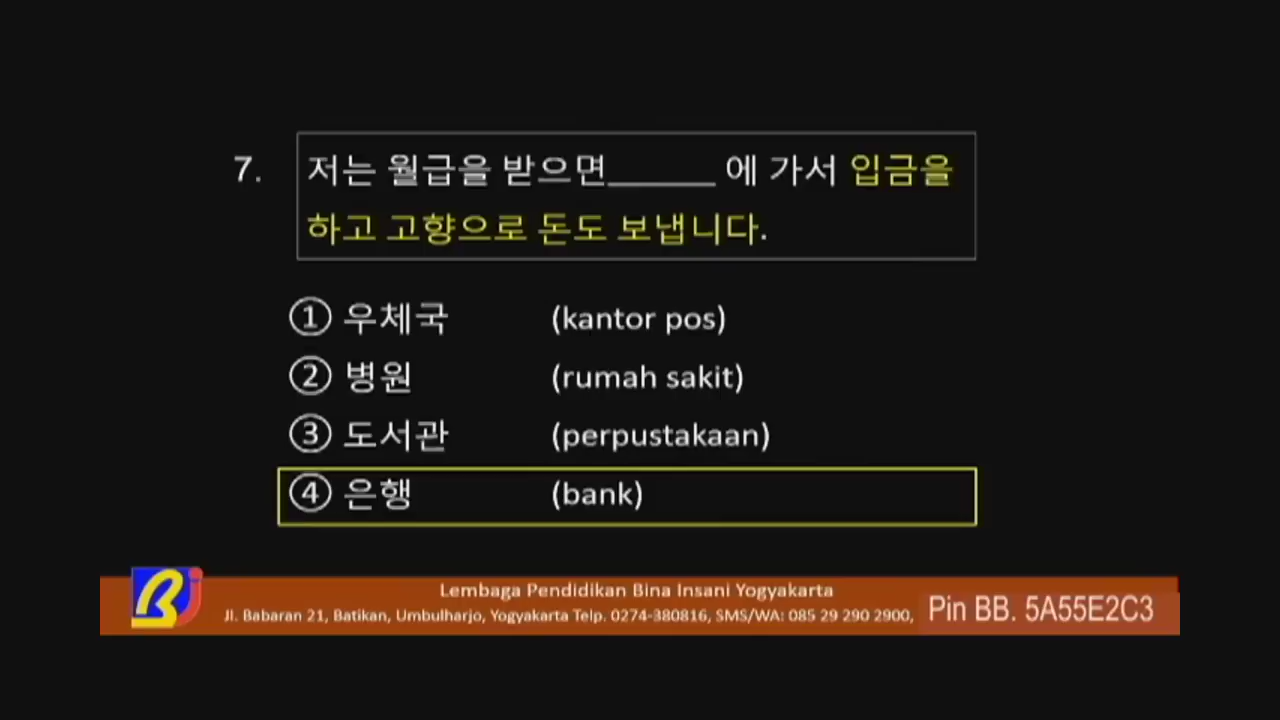 7. 저는 월급을 받으면______ 에 가서 입금을
하고 고향으로 돈도 보냅니다.
① 우체국 (kantor pos)
② 병원 (rumah sakit)
③ 도서관 (perpustakaan)
④ 은행 (bank)
Lembaga Pendidikan Bina Insani Yogyakarta
Jl. Babaran 21, Batikan, Umbulharjo, Yogyakarta Telp. 0274-380816, SMS/WA: 085 29 290 2900, Pin BB. 5A55E2C3